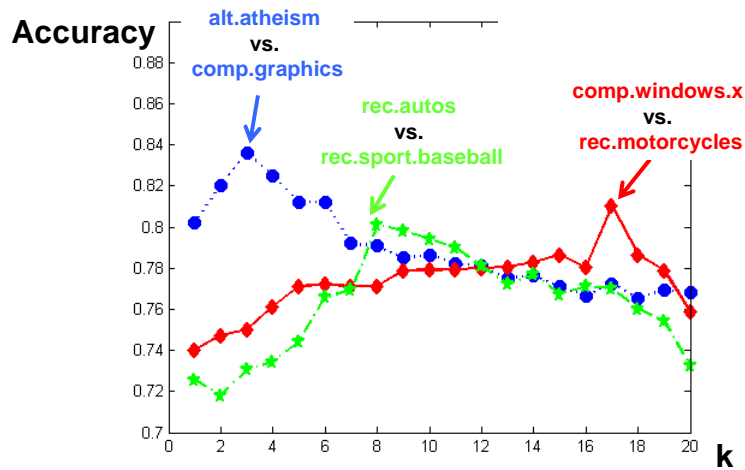 Accuracy
alt.atheism
vs.
comp.graphics
rec.autos
vs.
rec.sport.baseball
comp.windows.x
vs.
rec.motorcycles
0.88
0.86
0.84
0.82
0.8
0.78
0.76
0.74
0.72
0.7
0 2 4 6 8 10 12 14 16 18 20
k